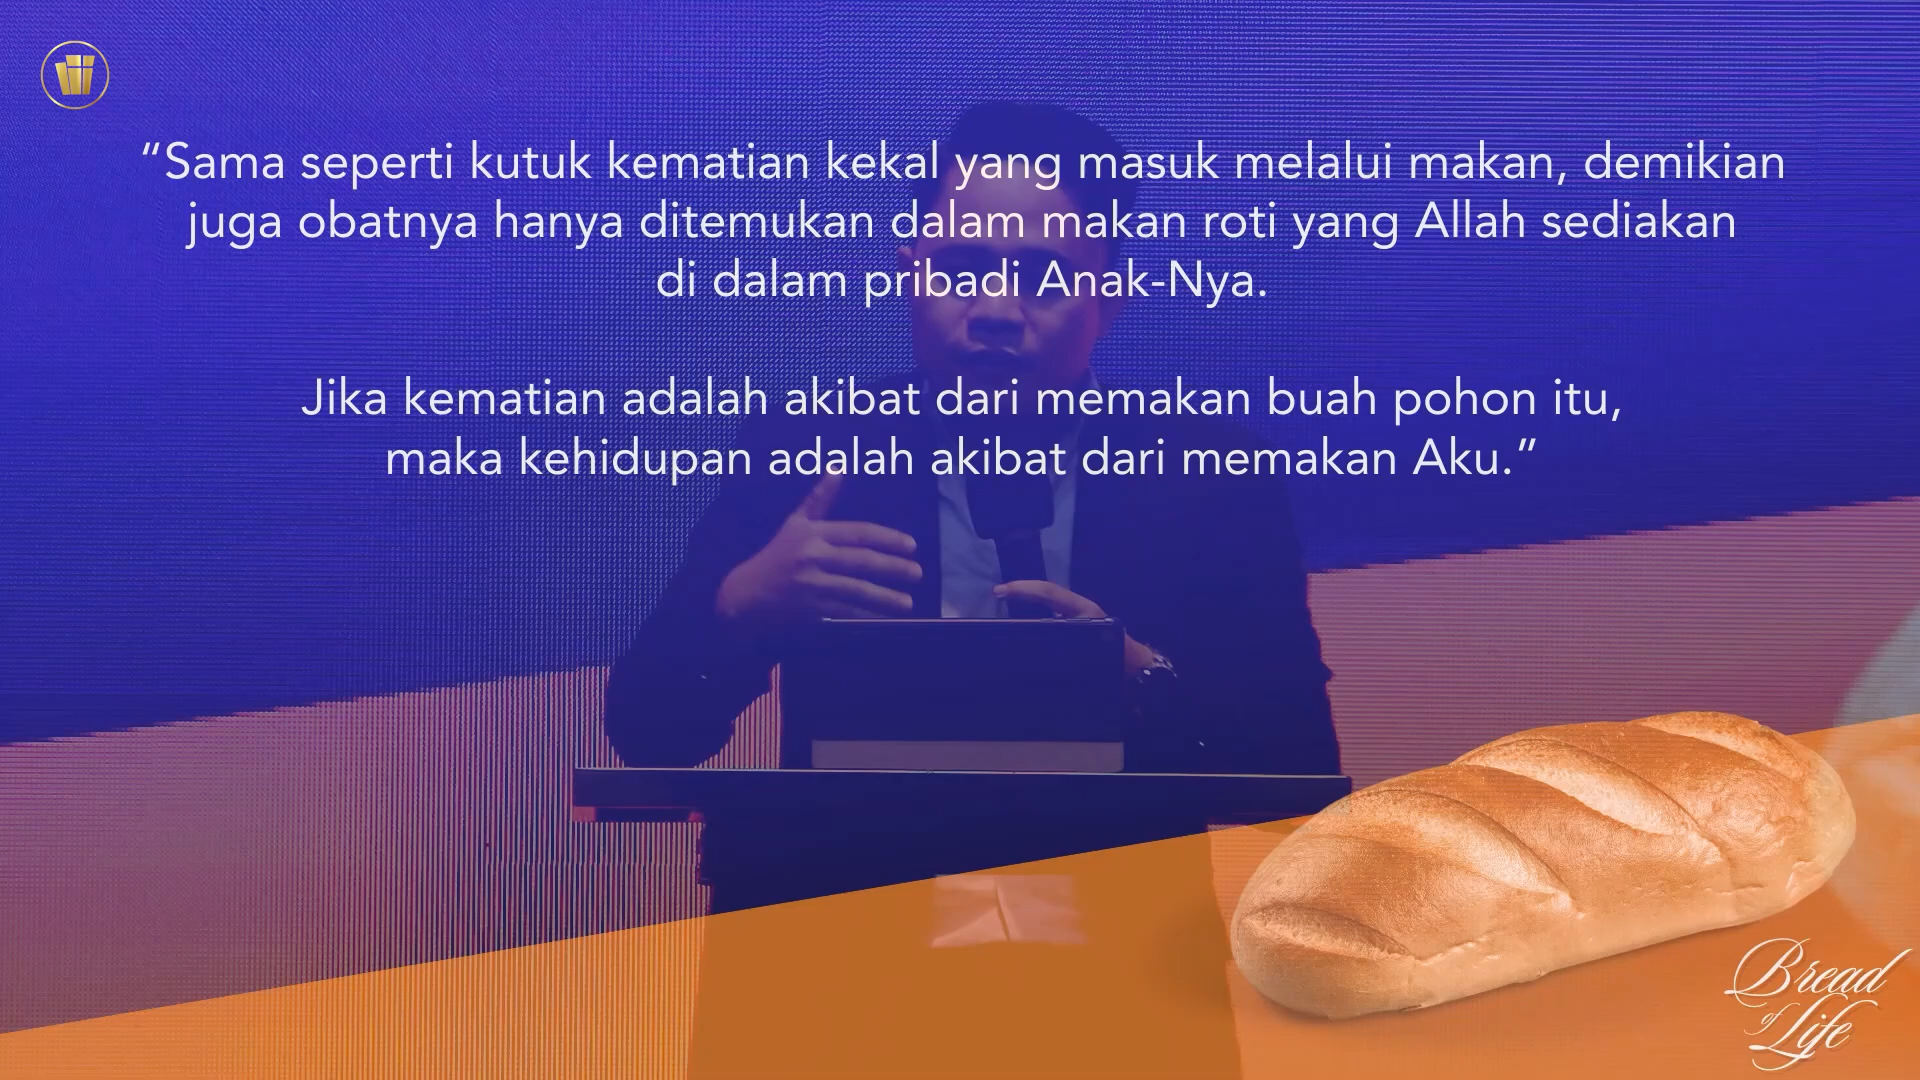 “Sama seperti kutuk kematian kekal yang masuk melalui makan, demikian
juga obatnya hanya ditemukan dalam makan roti yang Allah sediakan
di dalam pribadi Anak-Nya.
Jika kematian adalah akibat dari memakan buah pohon itu,
maka kehidupan adalah akibat dari memakan Aku.”
Bread
of
Life